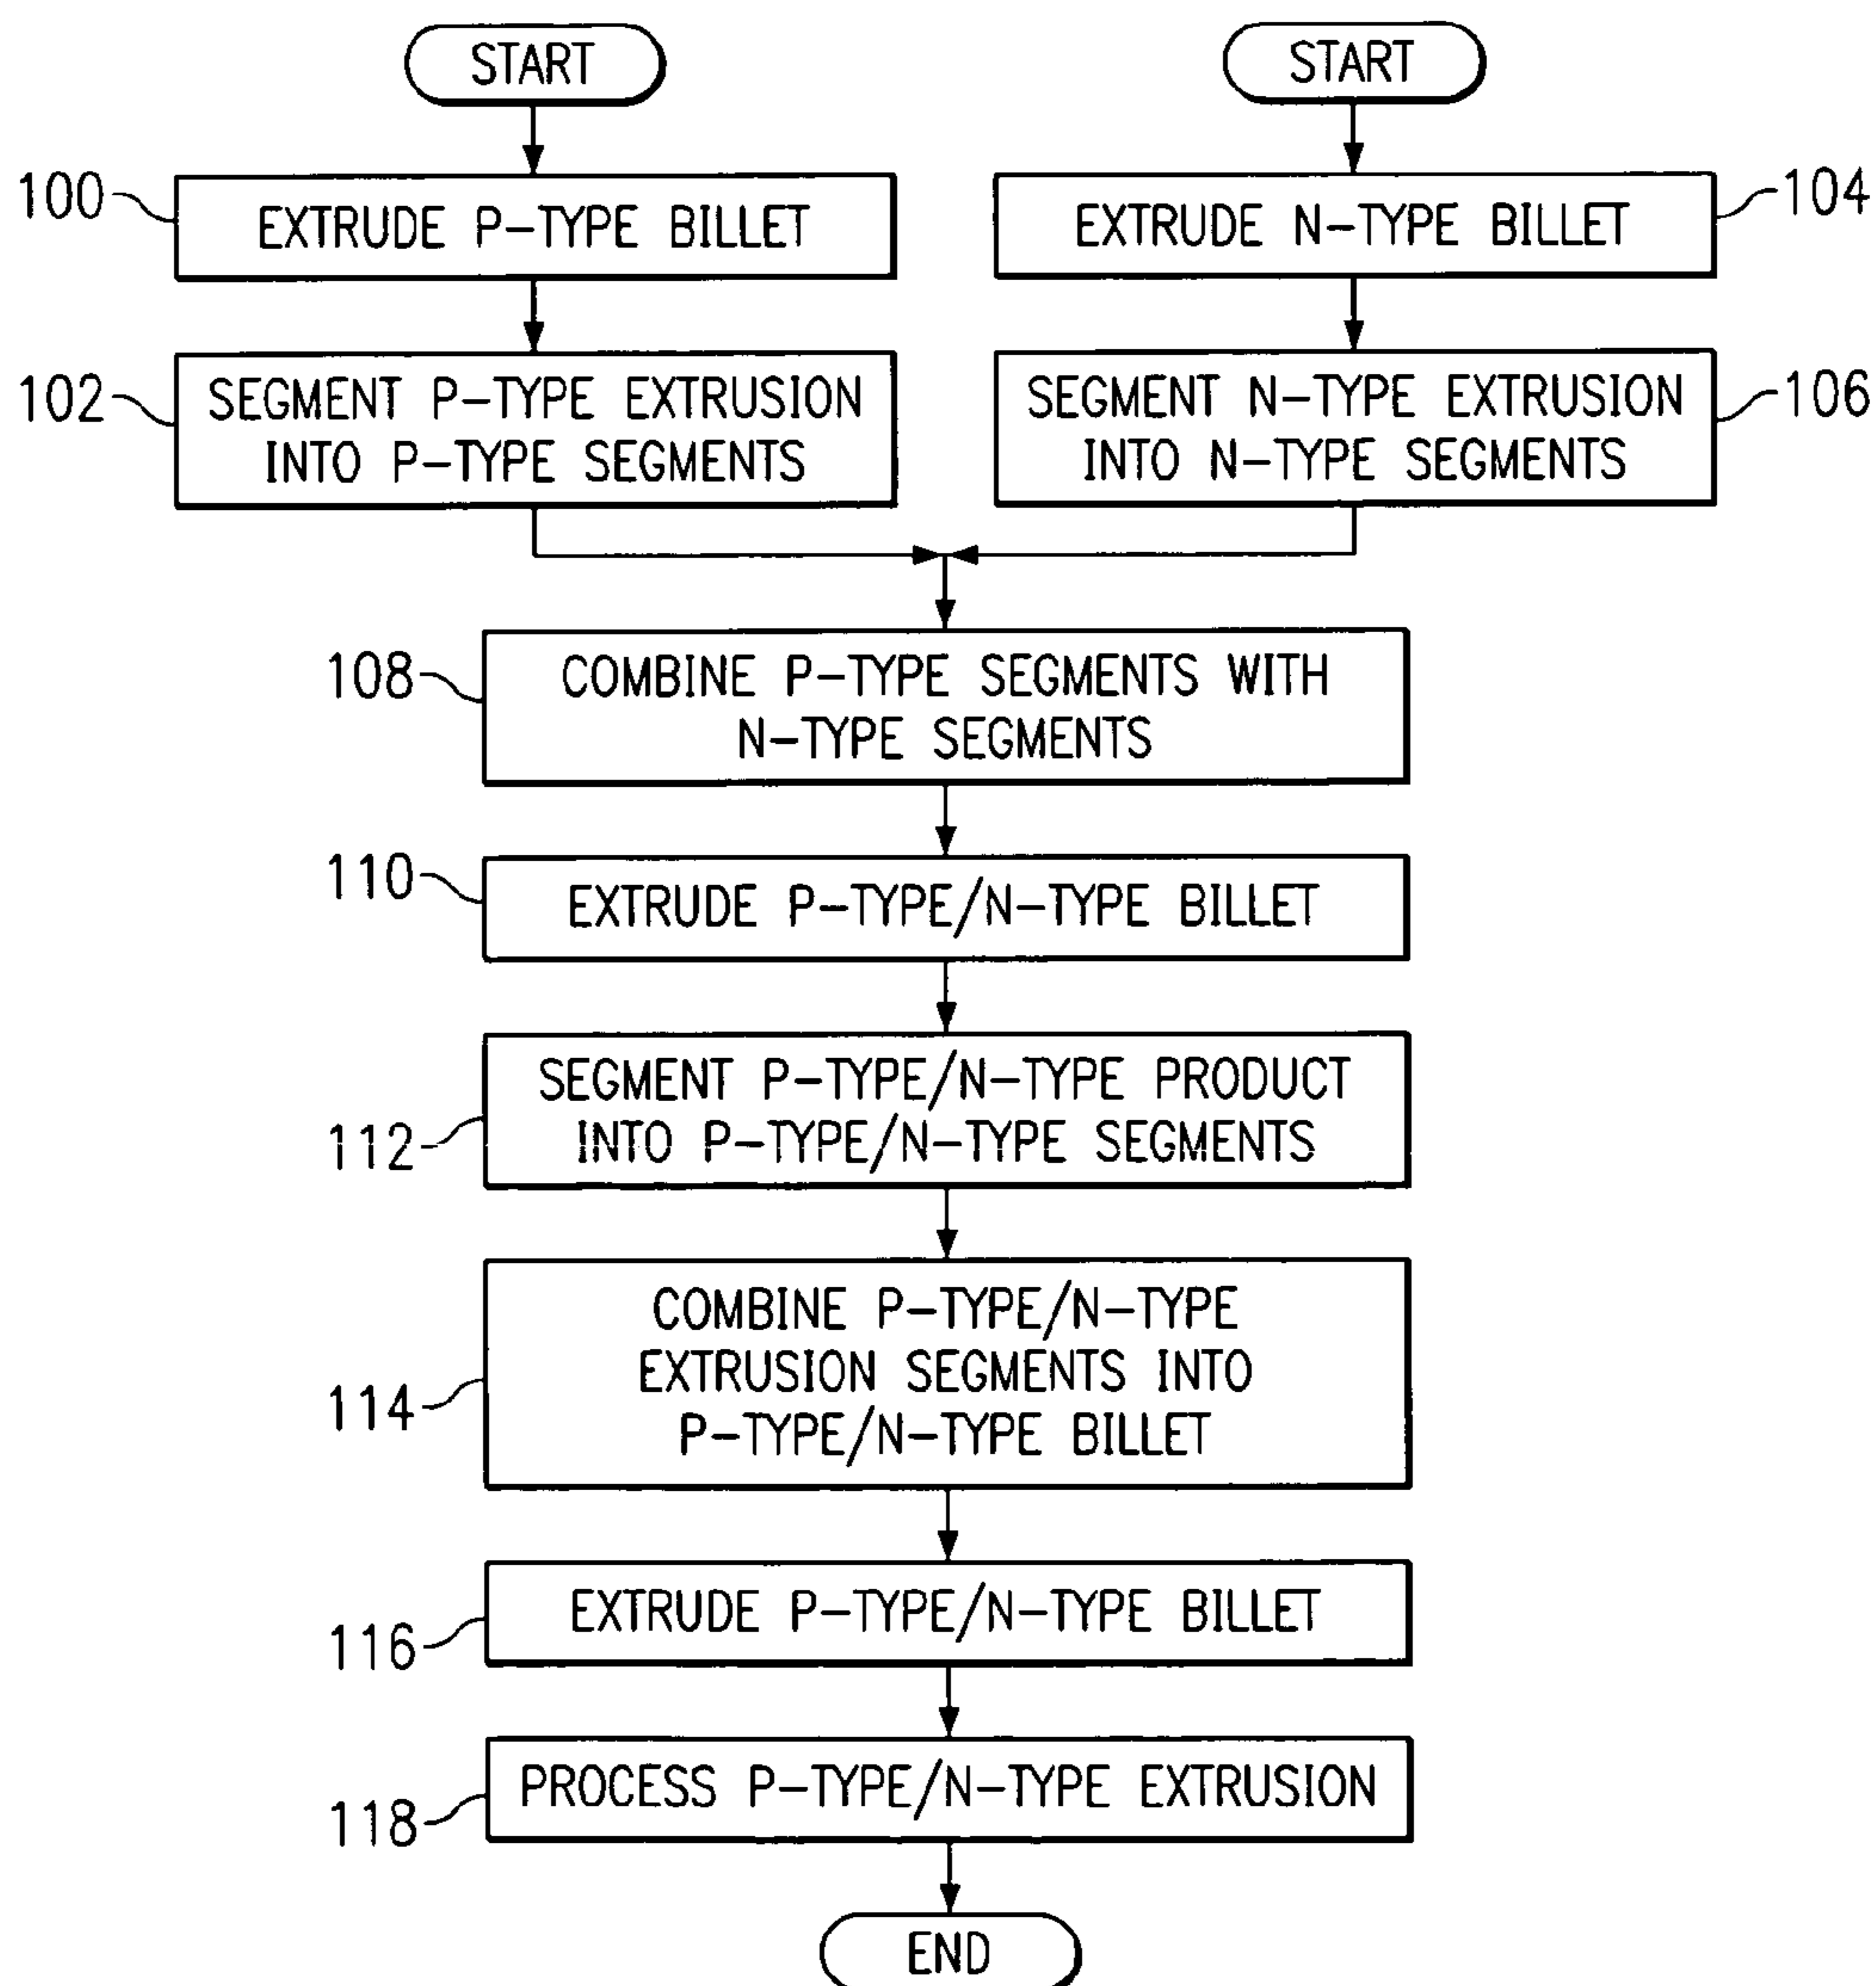 START
START
100
EXTRUDE P-TYPE BILLET
EXTRUDE N-TYPE BILLET
104
102
SEGMENT P-TYPE EXTRUSION
INTO P-TYPE SEGMENTS
SEGMENT N-TYPE EXTRUSION
INTO N-TYPE SEGMENTS
106
108
COMBINE P-TYPE SEGMENTS WITH
N-TYPE SEGMENTS
110
EXTRUDE P-TYPE/N-TYPE BILLET
SEGMENT P-TYPE/N-TYPE PRODUCT
INTO P-TYPE/N-TYPE SEGMENTS
112
COMBINE P-TYPE/N-TYPE
EXTRUSION SEGMENTS INTO
P-TYPE/N-TYPE BILLET
114
EXTRUDE P-TYPE/N-TYPE BILLET
116
PROCESS P-TYPE/N-TYPE EXTRUSION
118
END